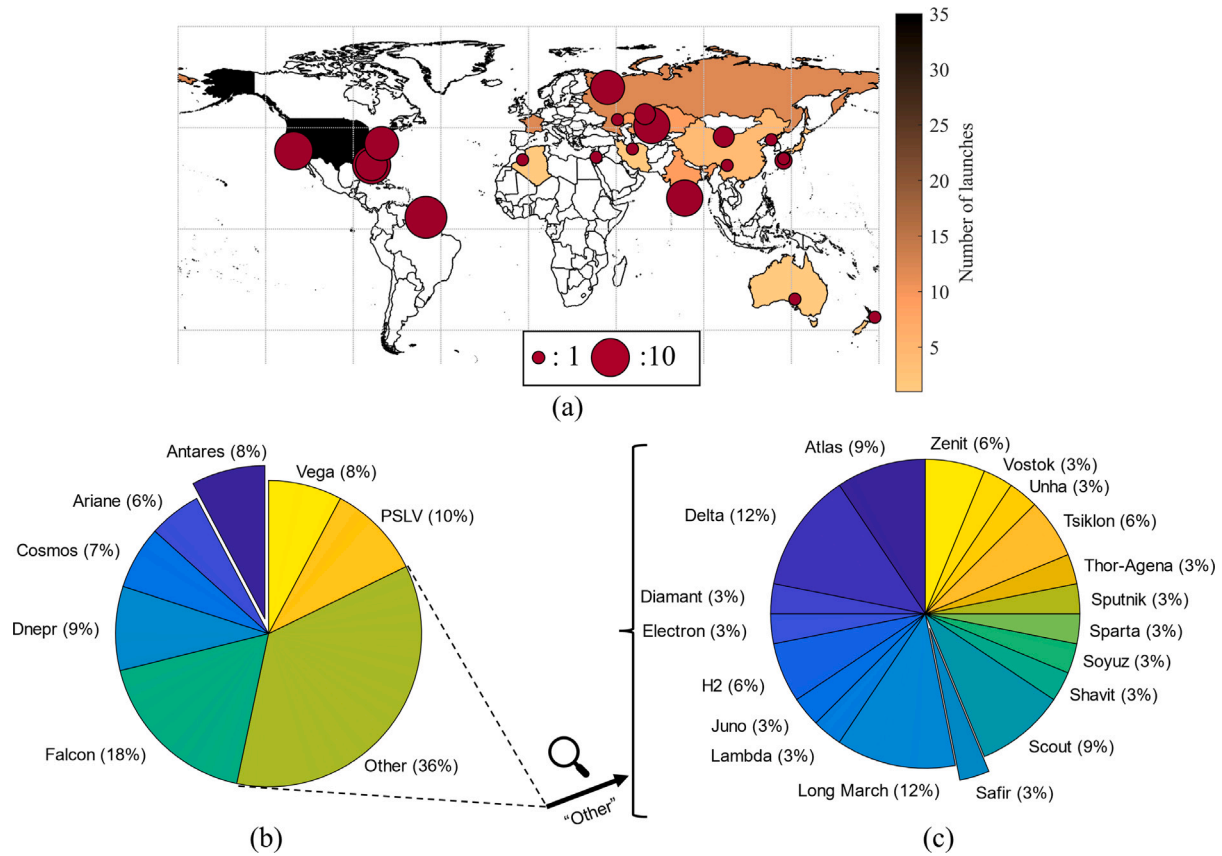 35
30
25
20
15
10
5
Number of launches
: 1
:10
(a)
Antares (8%)
Vega (8%)
Ariane (6%)
PSLV (10%)
Cosmos (7%)
Dnepr (9%)
Falcon (18%)
Other (36%)
“Other”
(b)
Atlas (9%)
Zenit (6%)
Vostok (3%)
Unha (3%)
Delta (12%)
Tsiklon (6%)
Thor-Agena (3%)
Diamant (3%)
Sputnik (3%)
Electron (3%)
Sparta (3%)
Soyuz (3%)
H2 (6%)
Shavit (3%)
Juno (3%)
Scout (9%)
Lambda (3%)
Long March (12%)
Safir (3%)
(c)